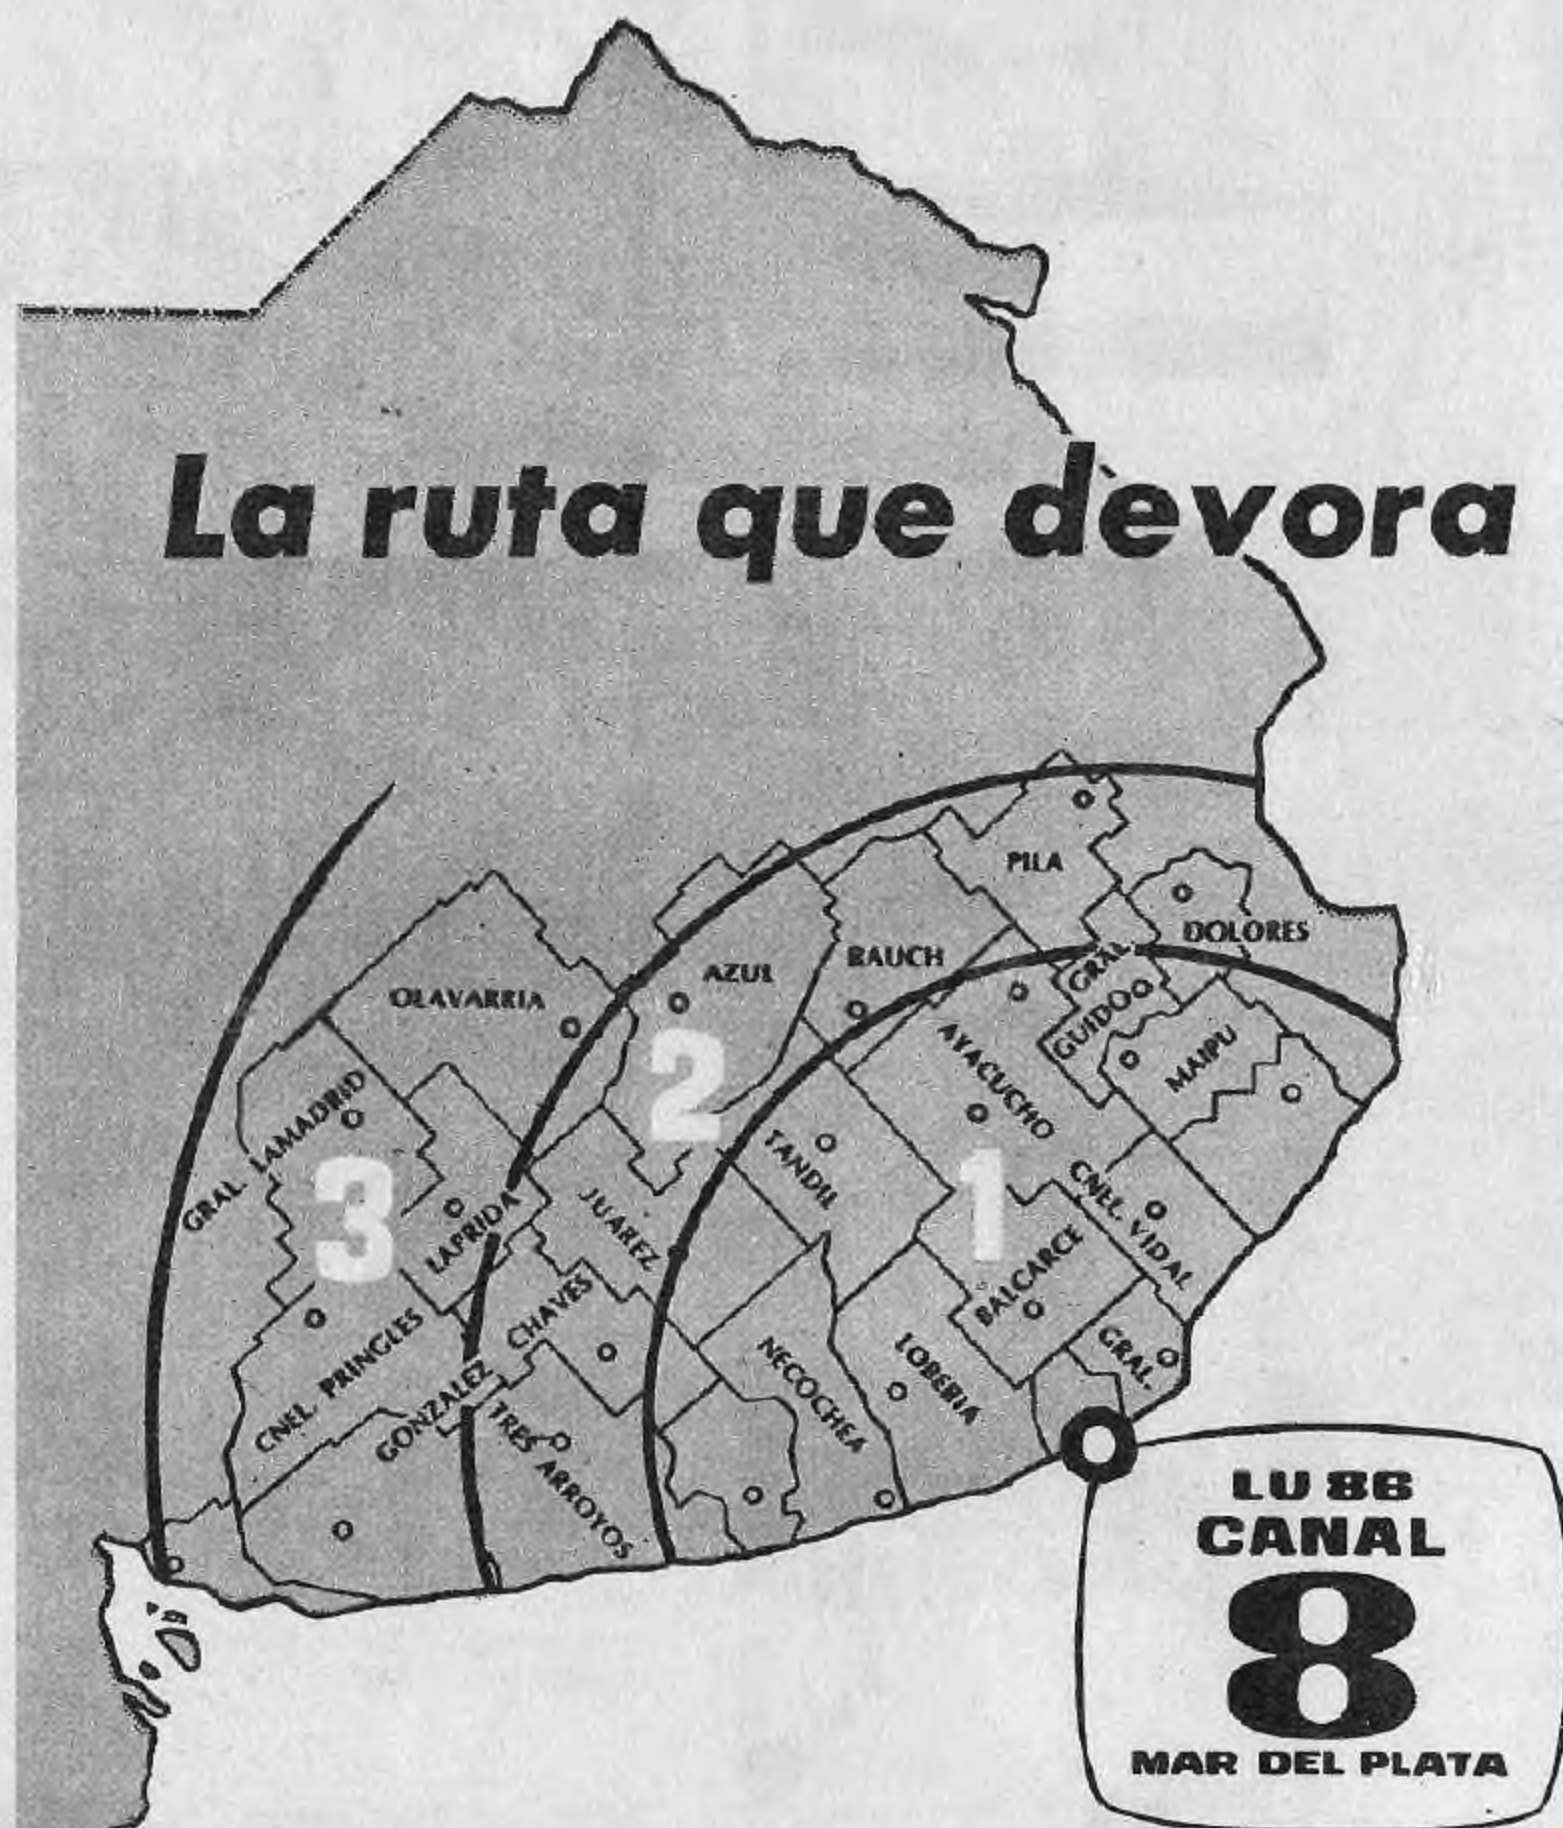 La ruta que devora
PILA
DOLORES
RAUCH
AZUL
GRAL.
GUIDO
OLAVARRIA
AYACUCHO
MAIPU
2
GRAL LAMADRID
TANDIL
1
CNEL. VIDAL
3
LAPRIDA
JUAREZ
BALCARCE
CHAVES
GRAL.
CNEL PRINGLES
NECOCHEA
LOBERIA
GONZALEZ
TRES ARROYOS
LU 86
CANAL
8
MAR DEL PLATA